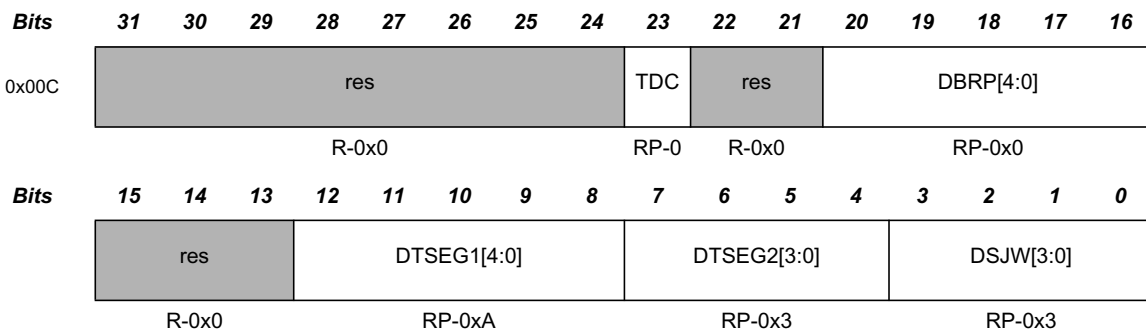 Bits 31 30 29 28 27 26 25 24 23 22 21 20 19 18 17 16
0x00C res TDC res DBRP[4:0]
R-0x0 RP-0 R-0x0 RP-0x0
Bits 15 14 13 12 11 10 9 8 7 6 5 4 3 2 1 0
res DTSEG1[4:0] DTSEG2[3:0] DSJW[3:0]
R-0x0 RP-0xA RP-0x3 RP-0x3